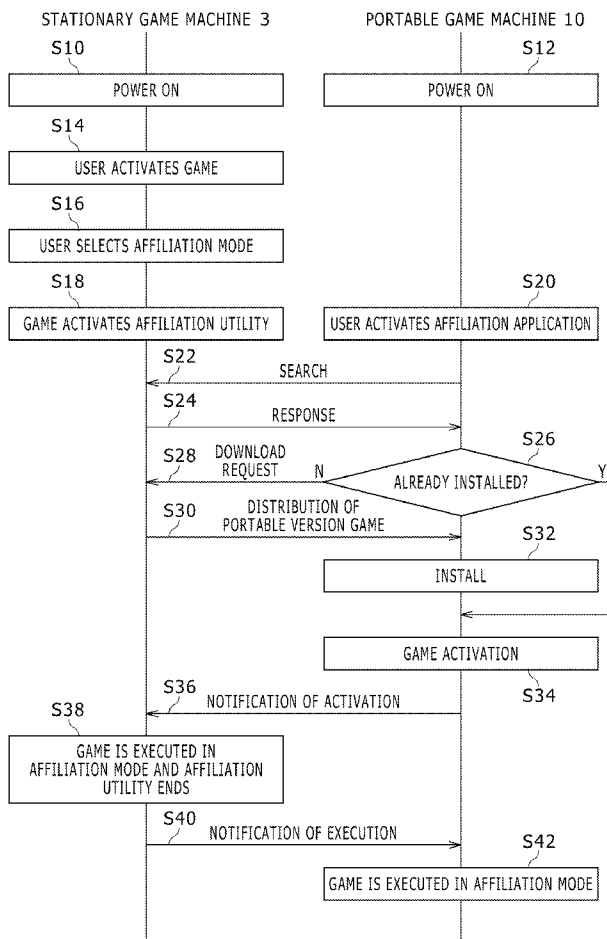 STATIONARY GAME MACHINE 3
PORTABLE GAME MACHINE 10
S10
S12
POWER ON
POWER ON
S14
USER ACTIVATES GAME
S16
USER SELECTS AFFILIATION MODE
S18
S20
GAME ACTIVATES AFFILIATION UTILITY
USER ACTIVATES AFFILIATION APPLICATION
S22
SEARCH
S24
RESPONSE
S26
S28
DOWNLOAD
REQUEST
N
ALREADY INSTALLED?
Y
S30
DISTRIBUTION OF
PORTABLE VERSION GAME
S32
INSTALL
GAME ACTIVATION
S34
S36
NOTIFICATION OF ACTIVATION
S38
GAME IS EXECUTED IN
AFFILIATION MODE AND AFFILIATION
UTILITY ENDS
S40
NOTIFICATION OF EXECUTION
S42
GAME IS EXECUTED IN AFFILIATION MODE